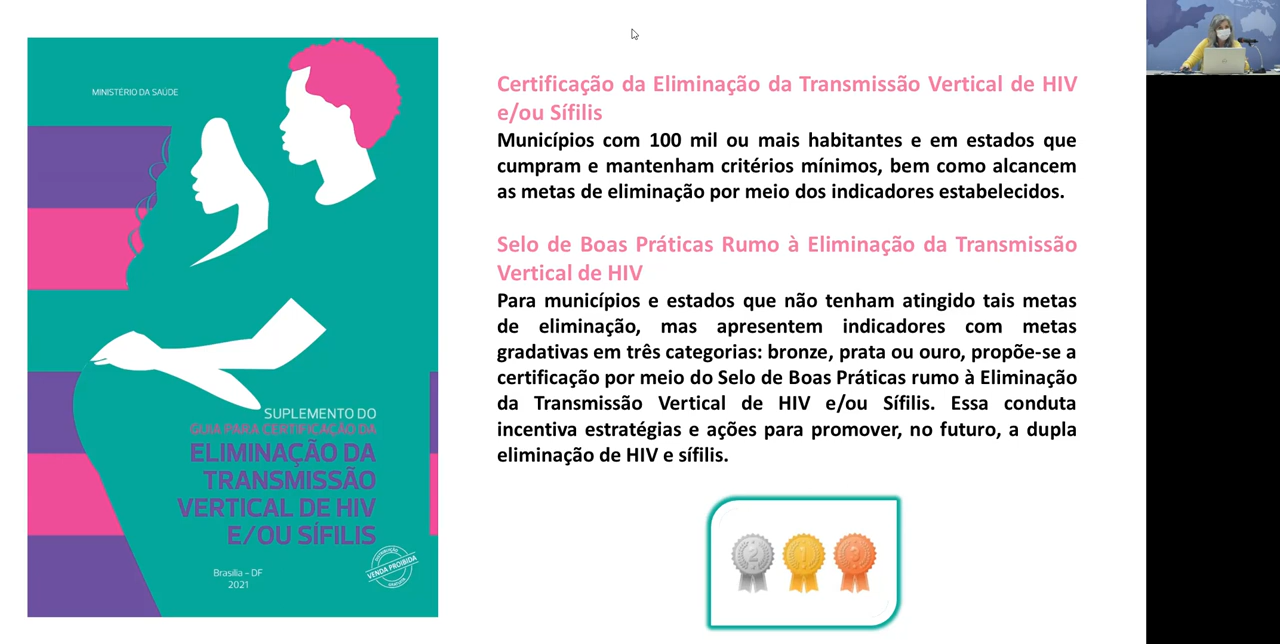 MINISTÉRIO DA SAÚDE
SUPLEMENTO DO
GUIA PARA CERTIFICAÇÃO DA
ELIMINAÇÃO DA
TRANSMISSÃO
VERTICAL DE HIV
E/OU SÍFILIS
Brasília - DF
2021
DISTRIBUIÇÃO
VENDA PROIBIDA
GRATUITA
Certificação da Eliminação da Transmissão Vertical de HIV
e/ou Sífilis
Municípios com 100 mil ou mais habitantes e em estados que
cumpram e mantenham critérios mínimos, bem como alcancem
as metas de eliminação por meio dos indicadores estabelecidos.
Selo de Boas Práticas Rumo à Eliminação da Transmissão
Vertical de HIV
Para municípios e estados que não tenham atingido tais metas
de eliminação, mas apresentem indicadores com metas
gradativas em três categorias: bronze, prata ou ouro, propõe-se a
certificação por meio do Selo de Boas Práticas rumo à Eliminação
da Transmissão Vertical de HIV e/ou Sífilis. Essa conduta
incentiva estratégias e ações para promover, no futuro, a dupla
eliminação de HIV e sífilis.
2 1 3